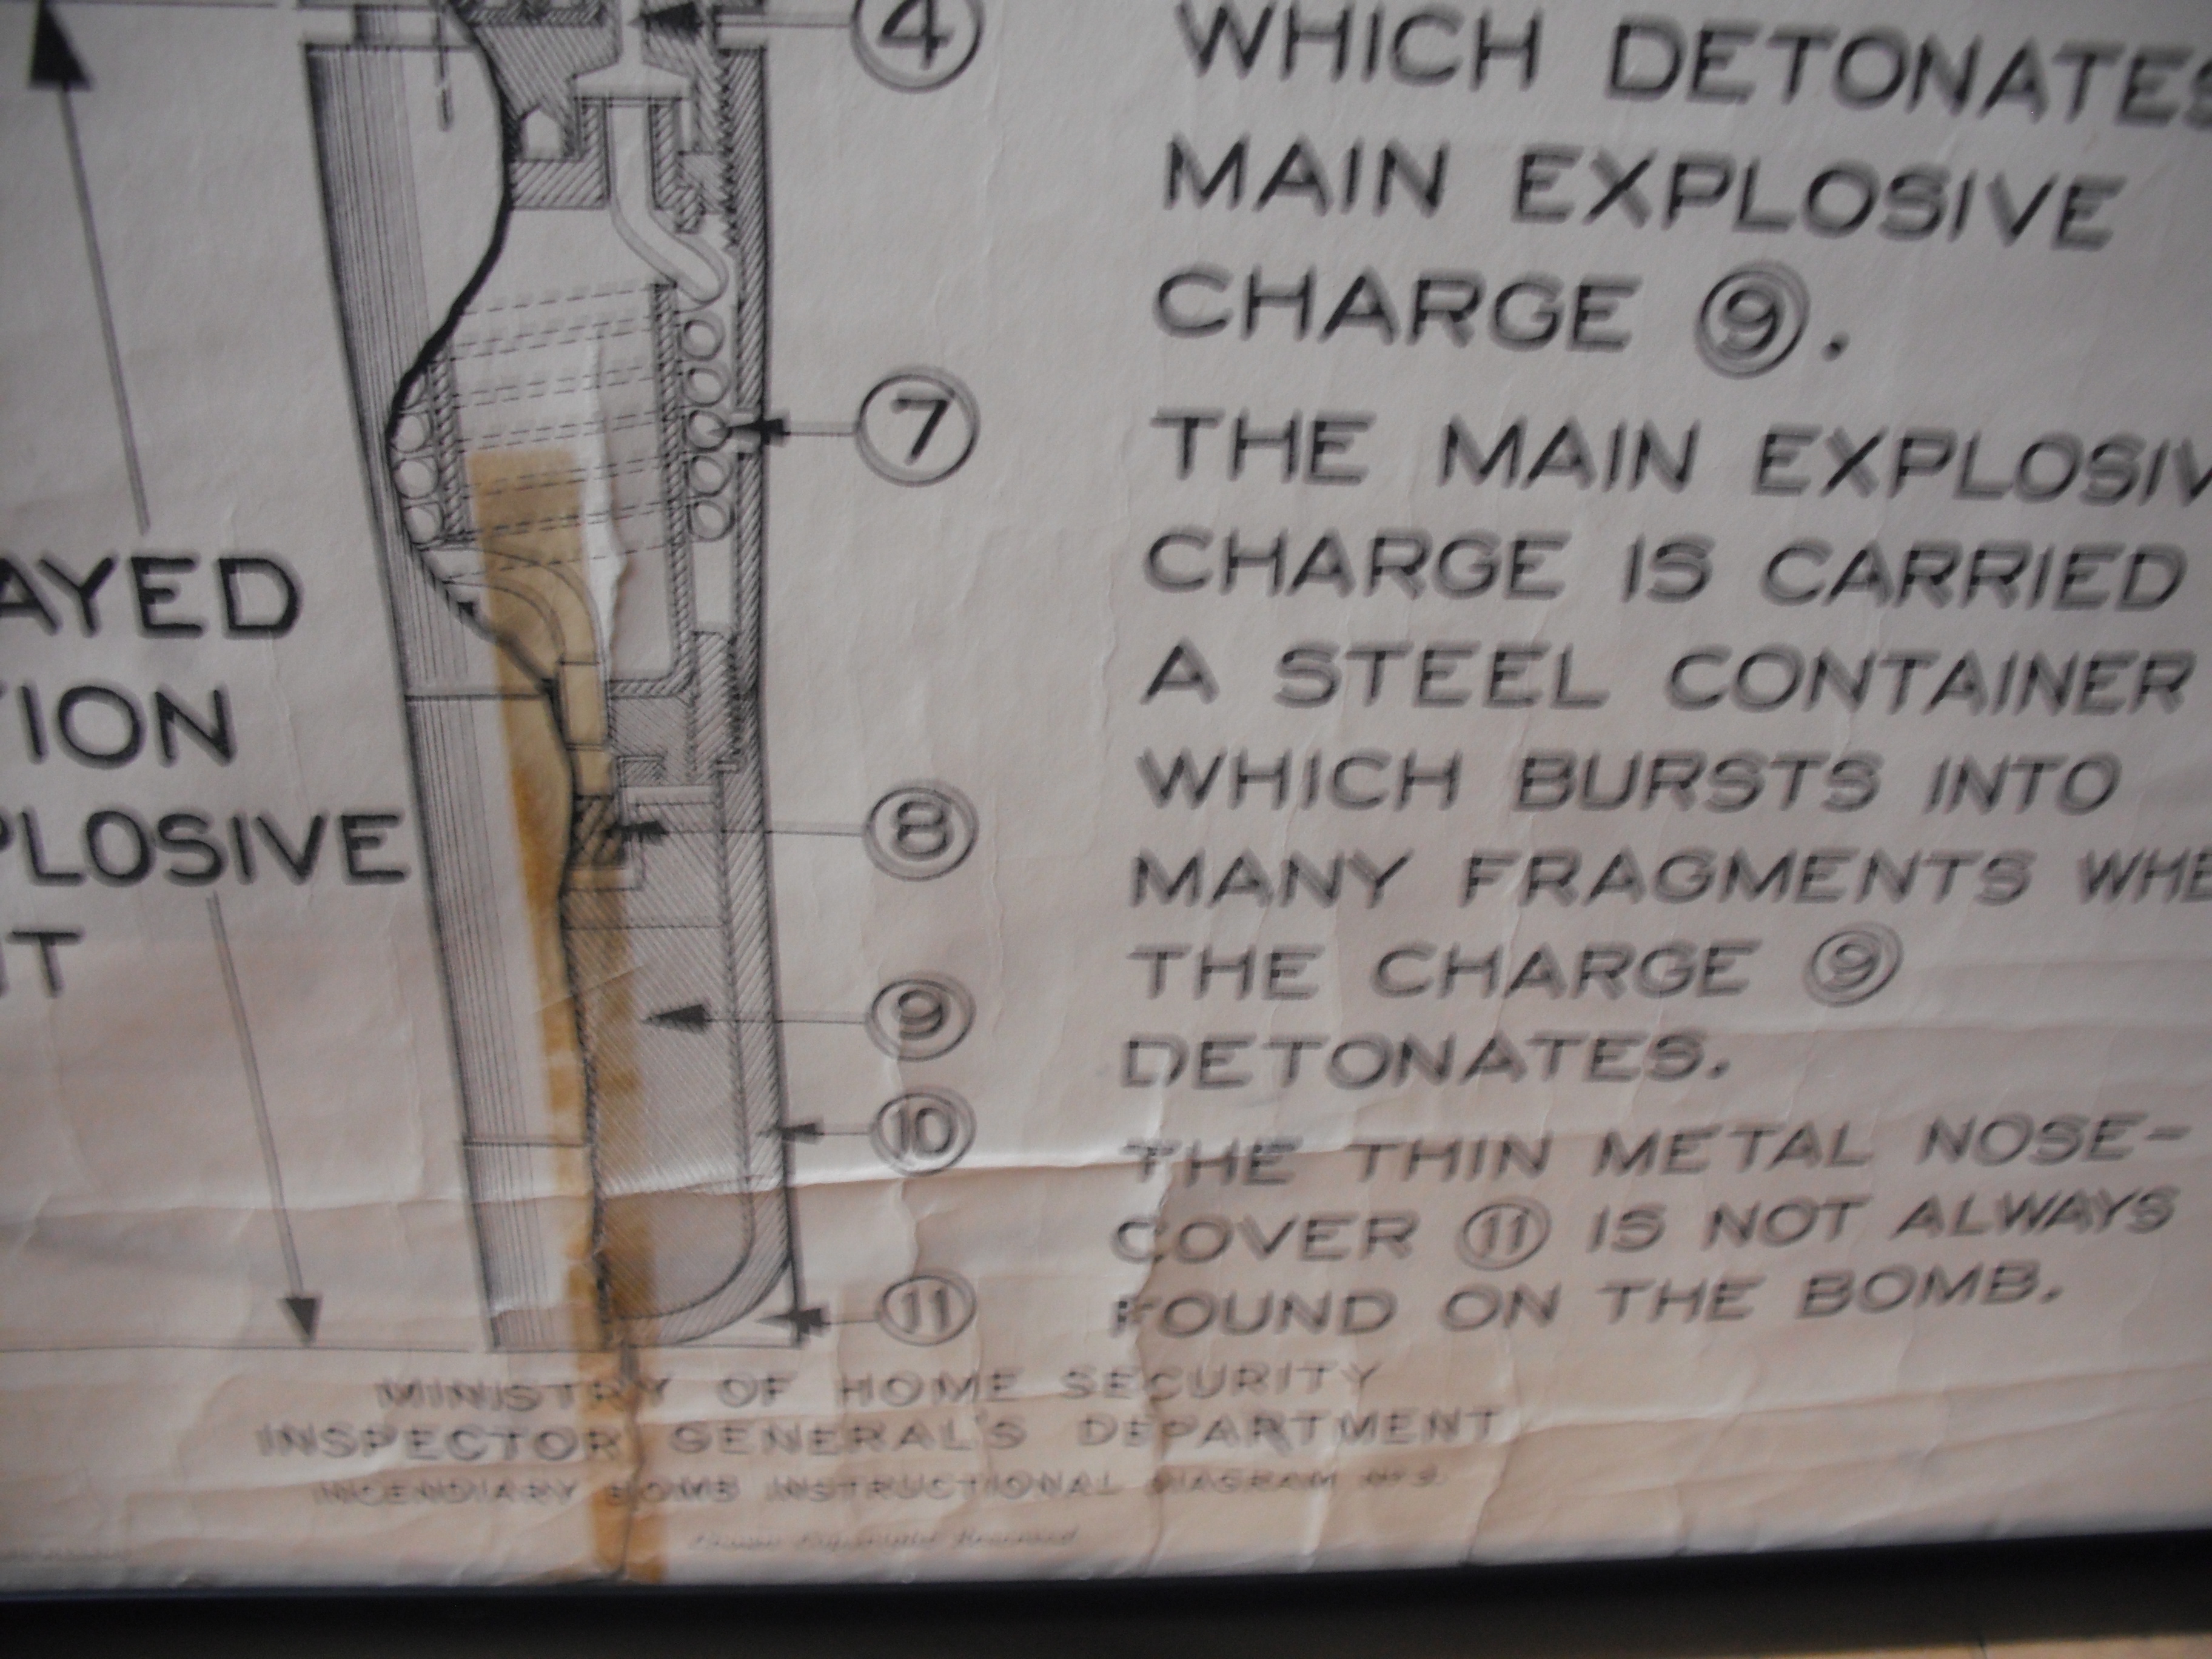 4
WHICH DETONATES
MAIN EXPLOSIVE
CHARGE 9.
7
THE MAIN EXPLOSIV
CHARGE IS CARRIED
A STEEL CONTAINER
WHICH BURSTS INTO
MANY FRAGMENTS WHE
THE CHARGE 9
DETONATES.
THE THIN METAL NOSE-
COVER 11 IS NOT ALWAYS
FOUND ON THE BOMB.
AYED
TION
PLOSIVE
IT
8
9
10
11
MINISTRY OF HOME SECURITY
INSPECTOR GENERAL'S DEPARTMENT
INCENDIARY BOMB INSTRUCTIONAL DIAGRAM
Crown Copyright Reserved